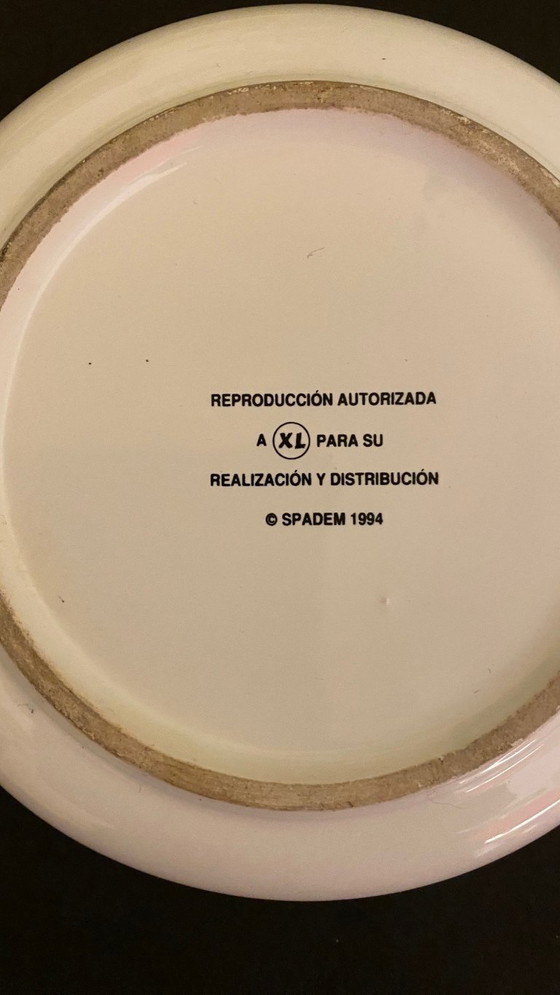 REPRODUCCIÓN AUTORIZADA
A XL PARA SU
REALIZACIÓN Y DISTRIBUCIÓN
© SPADEM 1994